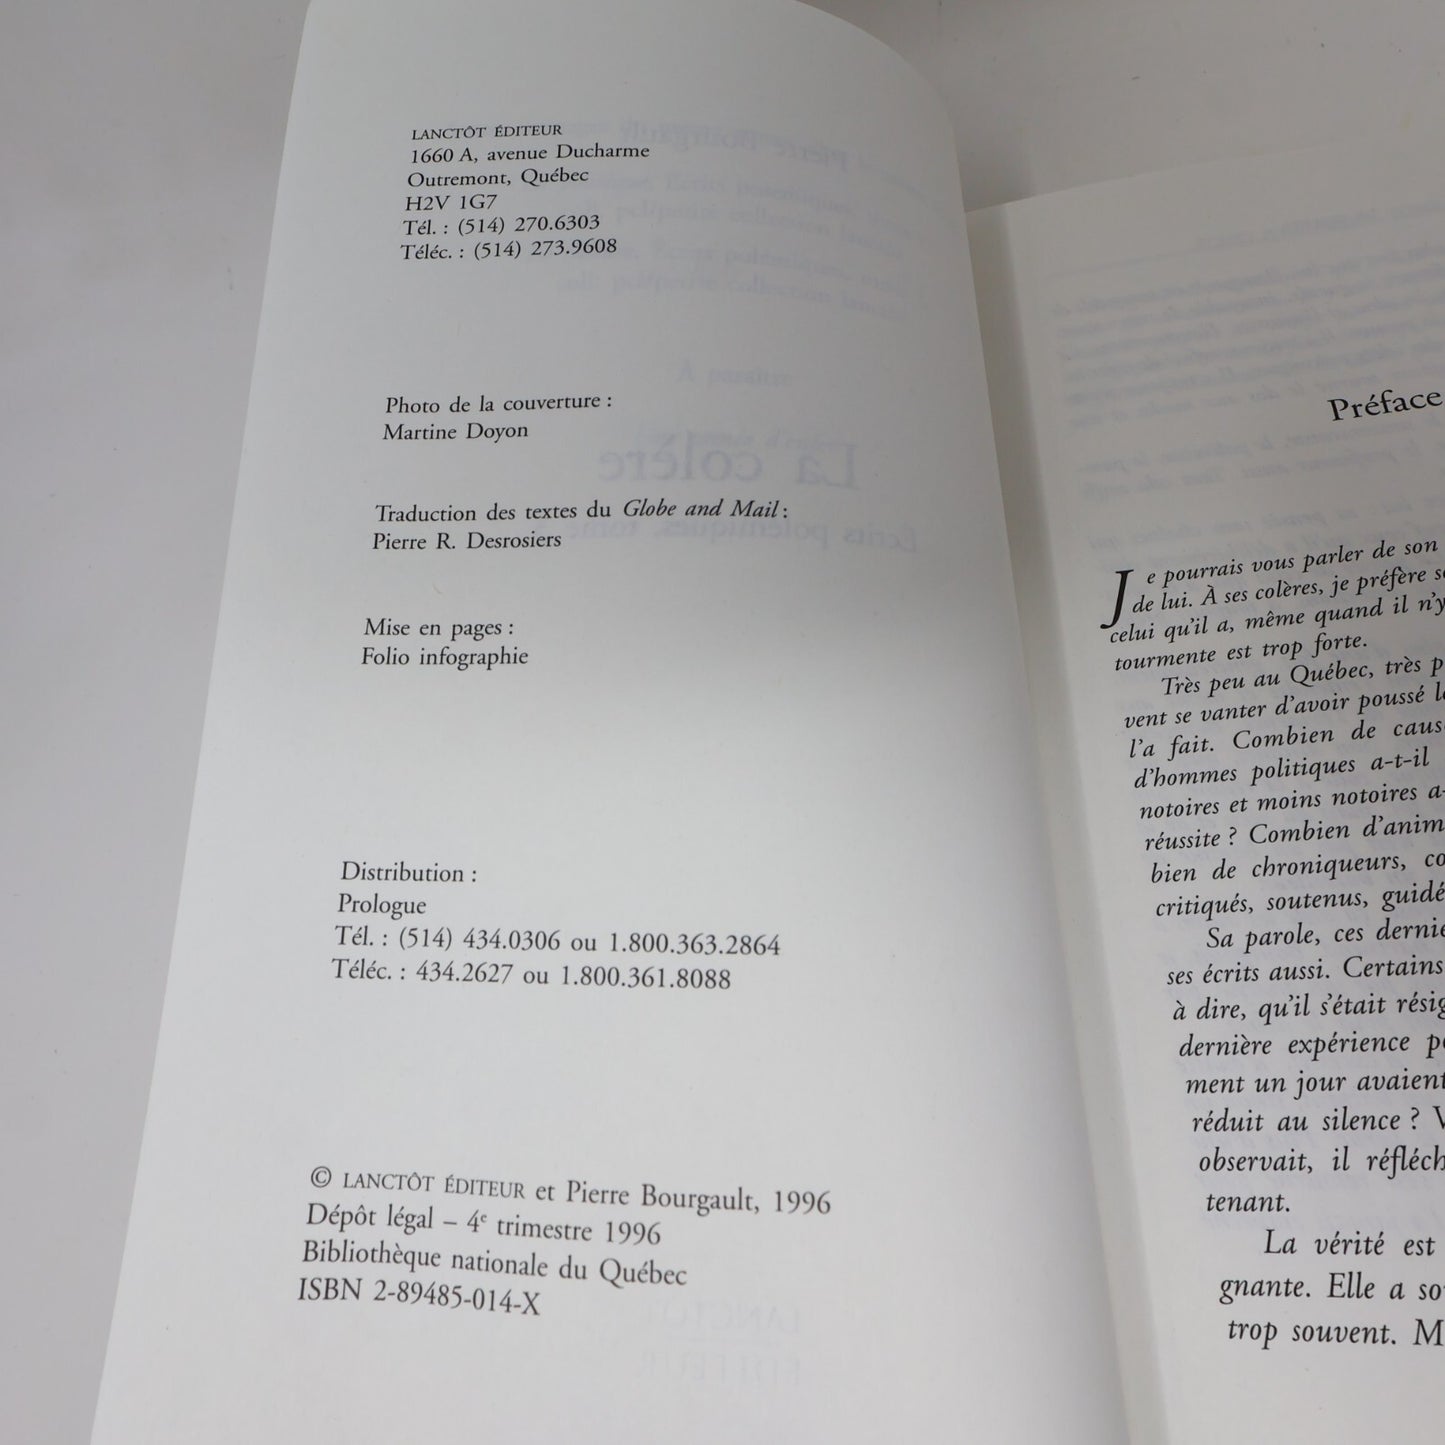 LANCTÔT ÉDITEUR
1660 A, avenue Ducharme
Outremont, Québec
H2V 1G7
Tél. : (514) 270.6303
Téléc. : (514) 273.9608
Photo de la couverture :
Martine Doyon
Traduction des textes du Globe and Mail :
Pierre R. Desrosiers
Mise en pages :
Folio infographie
Distribution :
Prologue
Tél. : (514) 434.0306 ou 1.800.363.2864
Téléc. : 434.2627 ou 1.800.361.8088
© LANCTÔT ÉDITEUR et Pierre Bourgault, 1996
Dépôt légal – 4e trimestre 1996
Bibliothèque nationale du Québec
ISBN 2-89485-014-X
Préface
Je pourrais vous parler de son
de lui. À ses colères, je préfère
celui qu'il a, même quand il n'y
tourmente est trop forte.
Très peu au Québec, très
vent se vanter d'avoir poussé
l'a fait. Combien de
d'hommes politiques a-t-il
notoires et moins notoires
réussite ? Combien
bien de chroniqueurs,
critiqués, soutenus,
Sa parole, ces
ses écrits aussi. Certains
à dire, qu'il s'était
dernière expérience
ment un jour avaient
réduit au silence ?
observait, il
tenant.
La vérité est
gnante. Elle a
trop souvent.